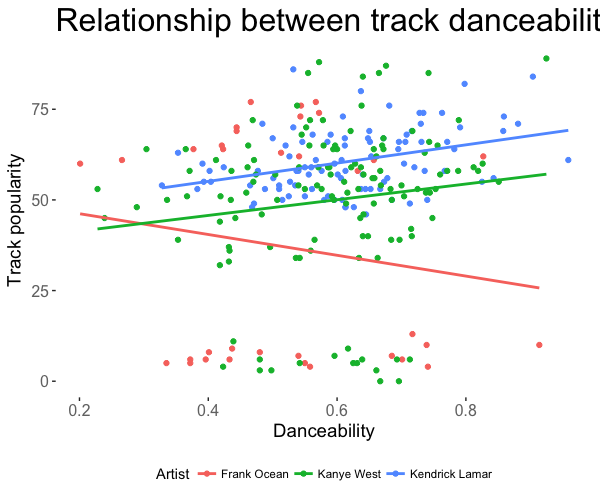 Relationship between track danceabilit
75
50
25
0
Track popularity
0.2 0.4 0.6 0.8
Danceability
Artist Frank Ocean Kanye West Kendrick Lamar